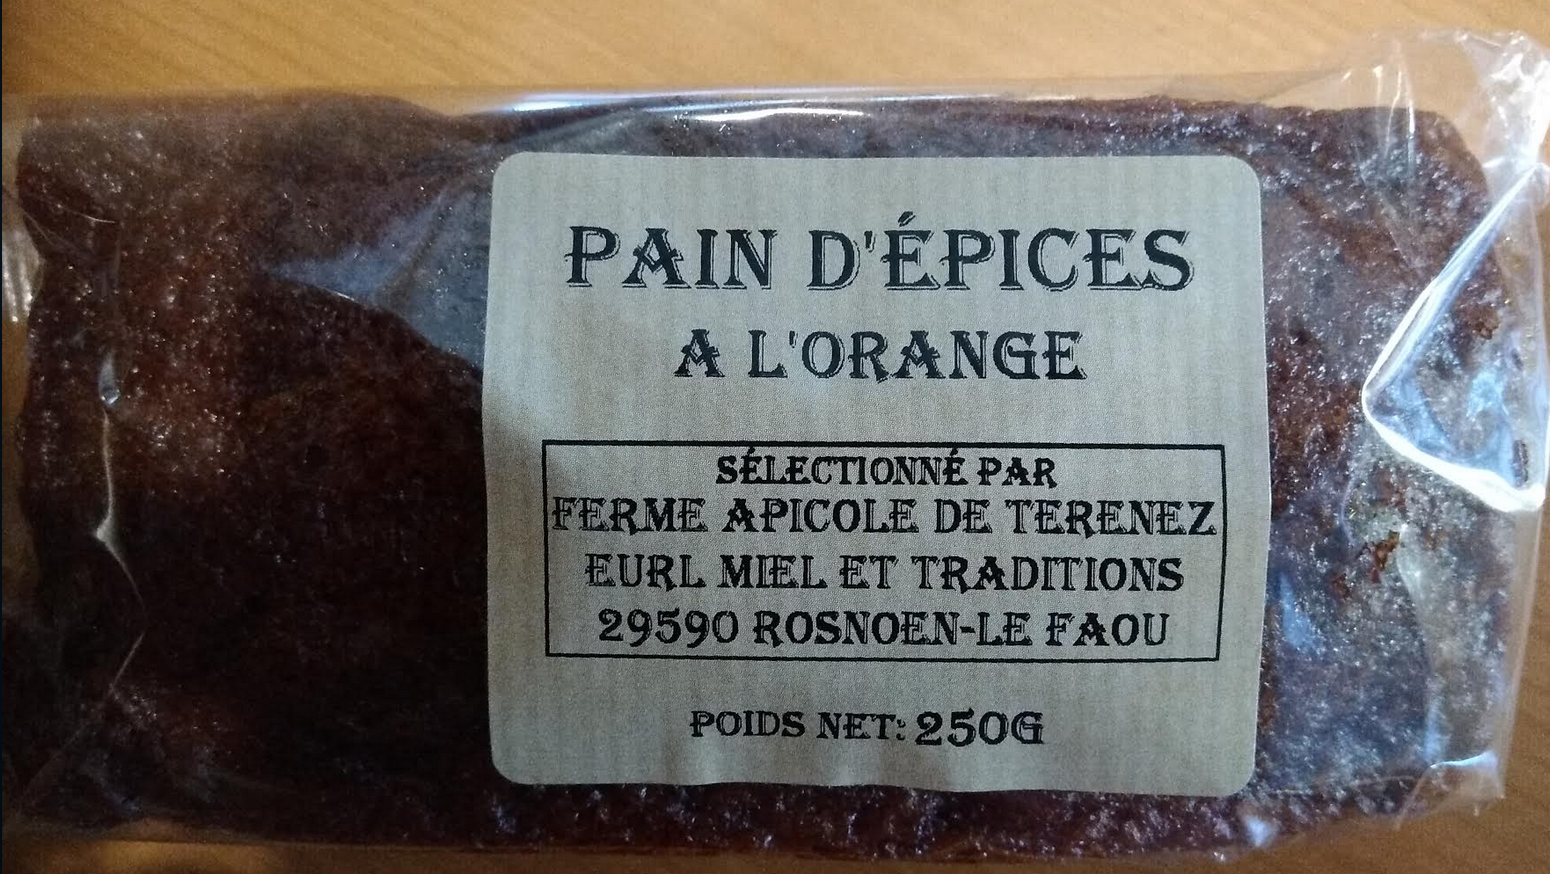 PAIN D'ÉPICES
A L'ORANGE
SÉLECTIONNÉ PAR
FERME APICOLE DE TERENEZ
EURL MIEL ET TRADITIONS
29590 ROSNOEN-LE FAOU
POIDS NET: 250G